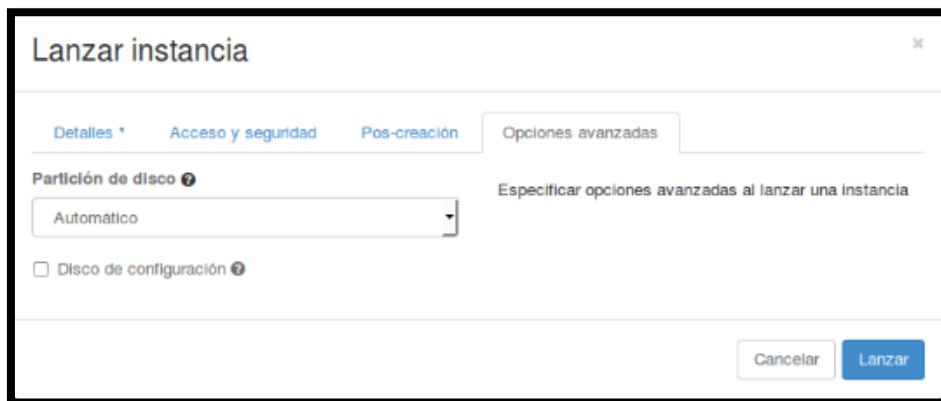 Lanzar instancia
×
Detalles * Acceso y seguridad Pos-creación Opciones avanzadas
Partición de disco ?
Especificar opciones avanzadas al lanzar una instancia
Automático
Disco de configuración ?
Cancelar Lanzar